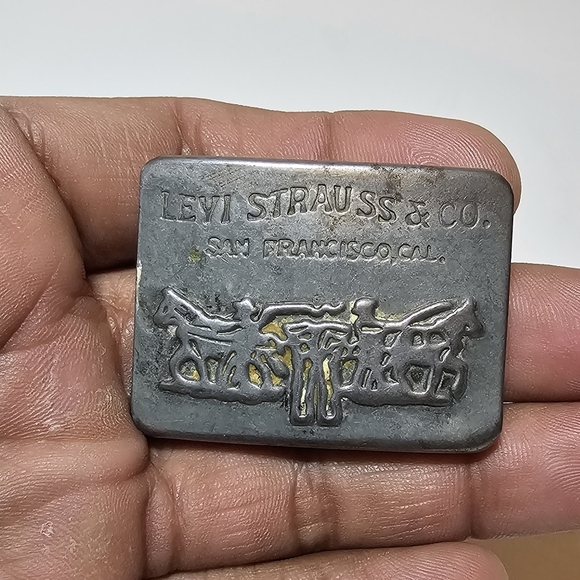 LEVI STRAUSS & CO.
SAN FRANCISCO, CAL.